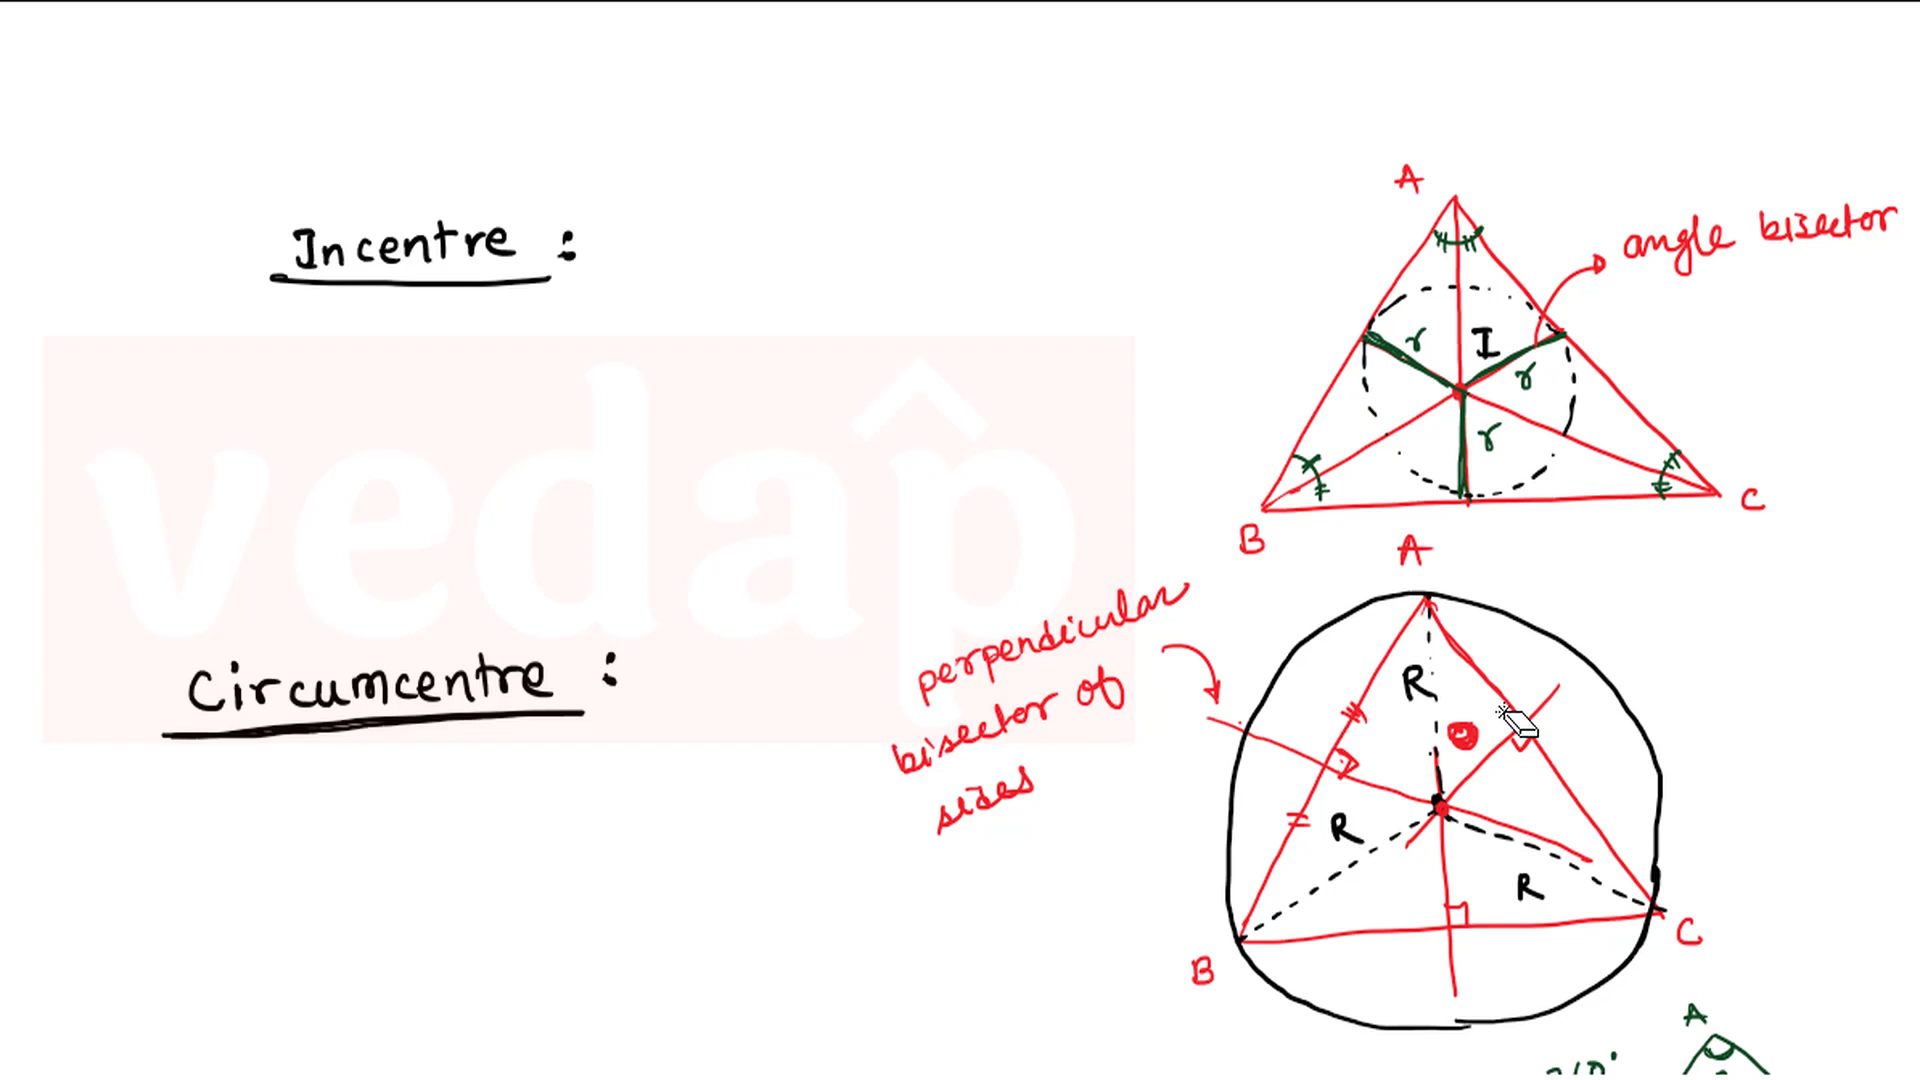 Incentre :
A
angle bisector
I
r
r
r
B
C
vedap̂
Circumcentre :
perpendicular
bisector of
sides
A
R
R
R
B
C
A